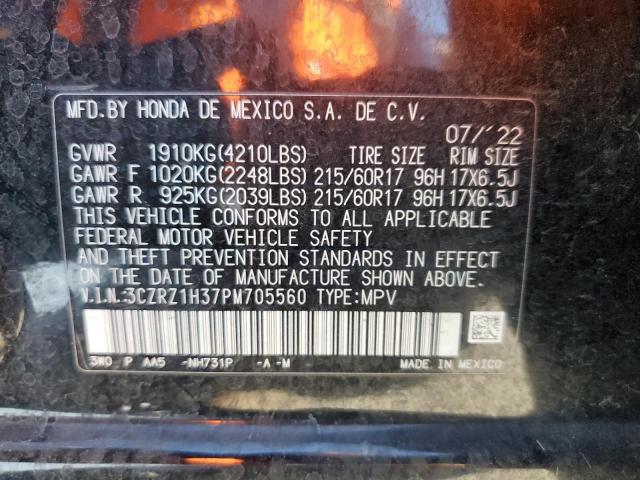 MFD.BY HONDA DE MEXICO S.A. DE C.V.
07/'22
GVWR 1910KG(4210LBS) TIRE SIZE RIM SIZE
GAWR F 1020KG(2248LBS) 215/60R17 96H 17X6.5J
GAWR R 925KG(2039LBS) 215/60R17 96H 17X6.5J
THIS VEHICLE CONFORMS TO ALL APPLICABLE
FEDERAL MOTOR VEHICLE SAFETY
AND THEFT PREVENTION STANDARDS IN EFFECT
ON THE DATE OF MANUFACTURE SHOWN ABOVE.
V.I.N.:3CZRZ1H37PM705560 TYPE:MPV
3W0 P AA5 -NH731P -A -M MADE IN MEXICO